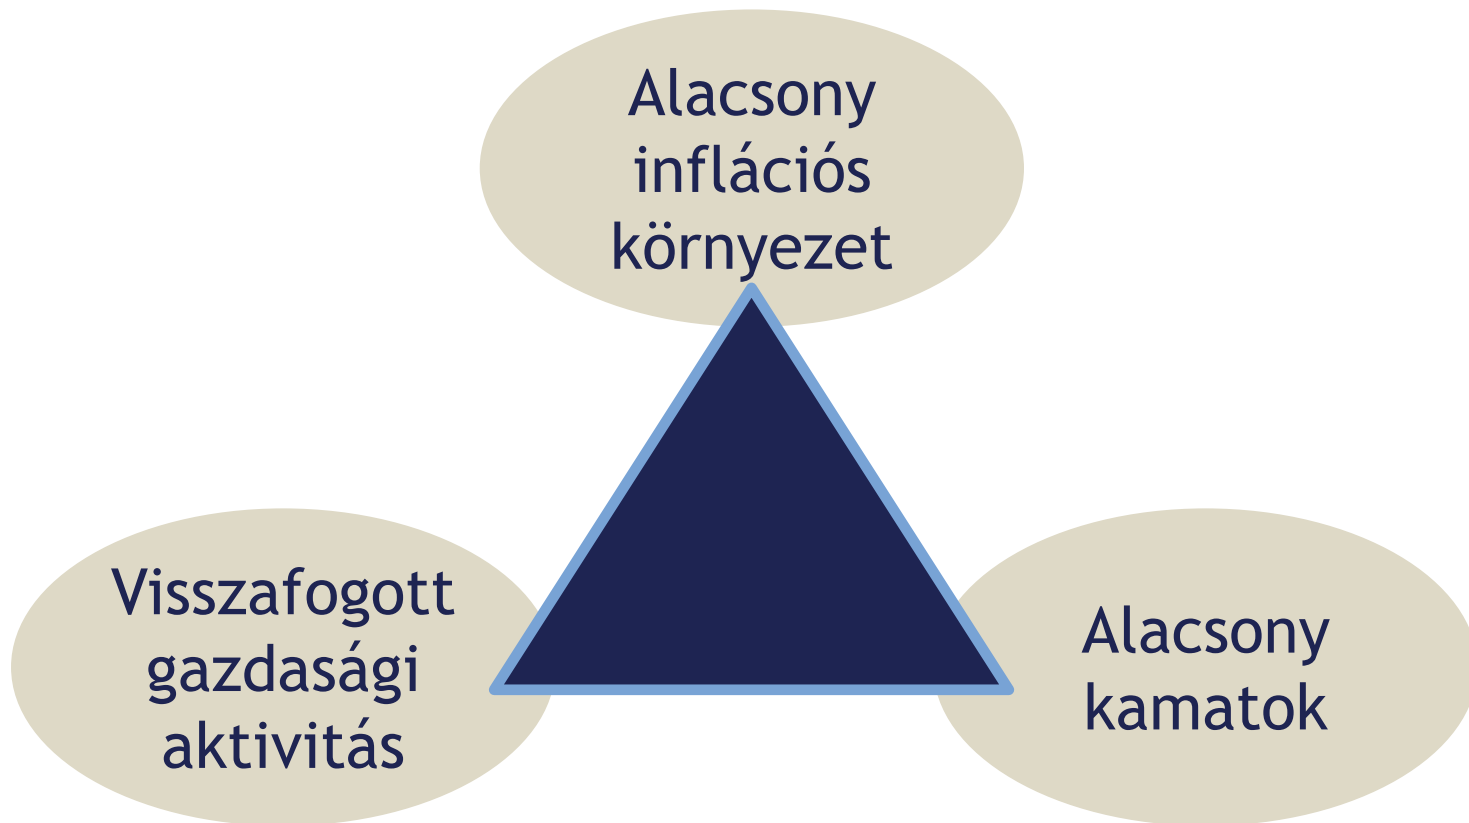 Alacsony
inflációs
környezet
Visszafogott
gazdasági
aktivitás
Alacsony
kamatok